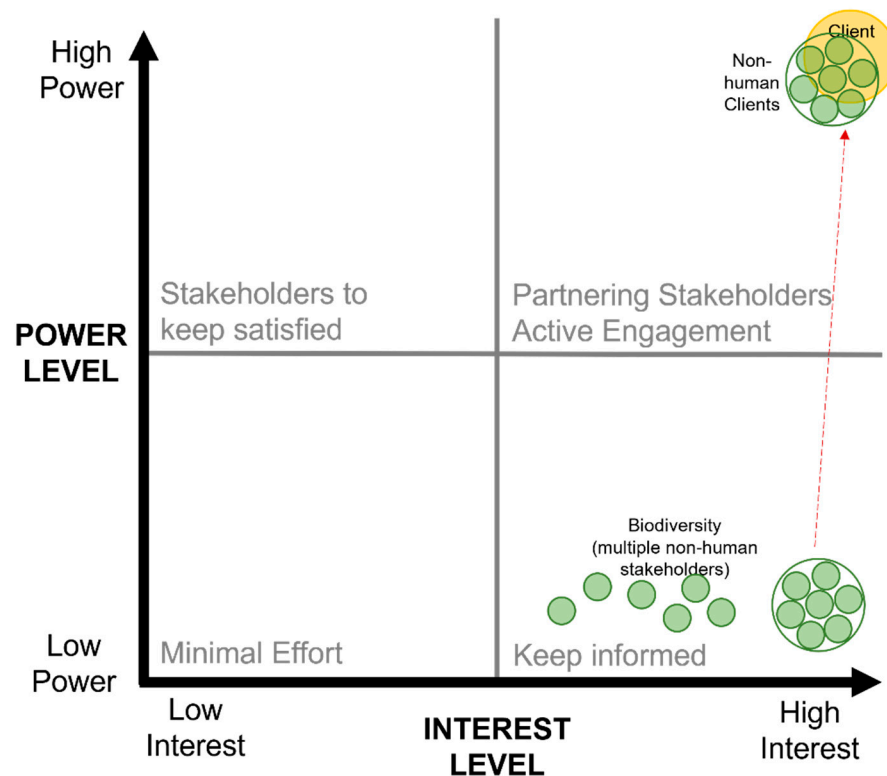 High
Power
Client
Non-
human
Clients
Stakeholders to
keep satisfied
Partnering Stakeholders
Active Engagement
POWER
LEVEL
Biodiversity
(multiple non-human
stakeholders)
Minimal Effort
Keep informed
Low
Power
Low
Interest
INTEREST
LEVEL
High
Interest